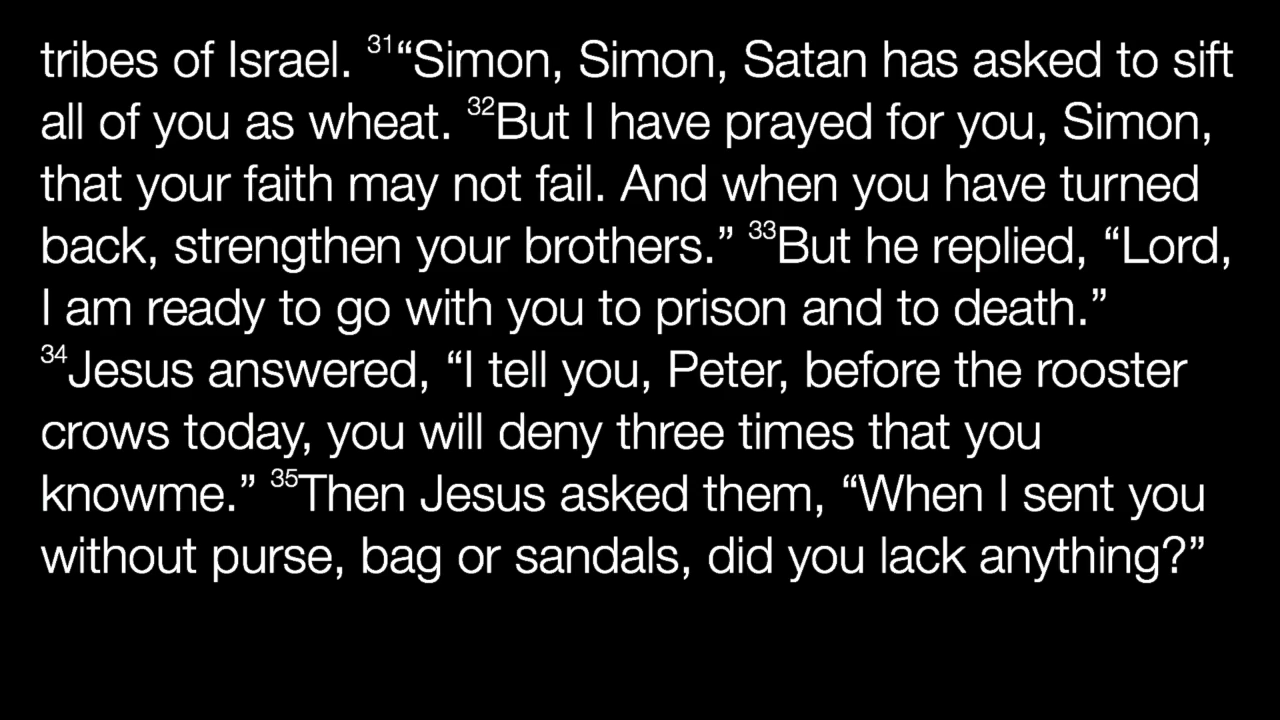 tribes of Israel. 31“Simon, Simon, Satan has asked to sift
all of you as wheat. 32But I have prayed for you, Simon,
that your faith may not fail. And when you have turned
back, strengthen your brothers.” 33But he replied, “Lord,
I am ready to go with you to prison and to death.”
34Jesus answered, “I tell you, Peter, before the rooster
crows today, you will deny three times that you
knowme.” 35Then Jesus asked them, “When I sent you
without purse, bag or sandals, did you lack anything?”